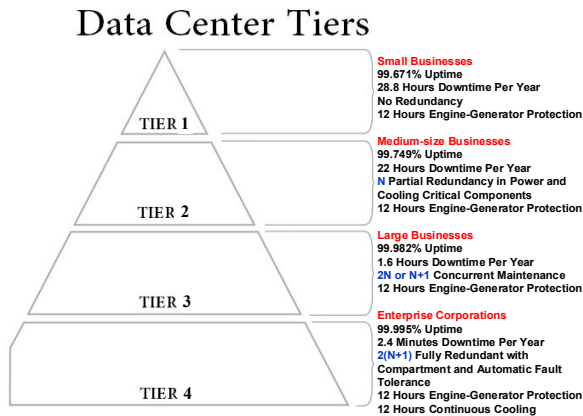 Data Center Tiers
Small Businesses
99.671% Uptime
28.8 Hours Downtime Per Year
No Redundancy
12 Hours Engine-Generator Protection
TIER 1
Medium-size Businesses
99.749% Uptime
22 Hours Downtime Per Year
N Partial Redundancy in Power and
Cooling Critical Components
12 Hours Engine-Generator Protection
TIER 2
Large Businesses
99.982% Uptime
1.6 Hours Downtime Per Year
2N or N+1 Concurrent Maintenance
12 Hours Engine-Generator Protection
TIER 3
Enterprise Corporations
99.995% Uptime
2.4 Minutes Downtime Per Year
2(N+1) Fully Redundant with
Compartment and Automatic Fault
Tolerance
12 Hours Engine-Generator Protection
12 Hours Continuous Cooling
TIER 4